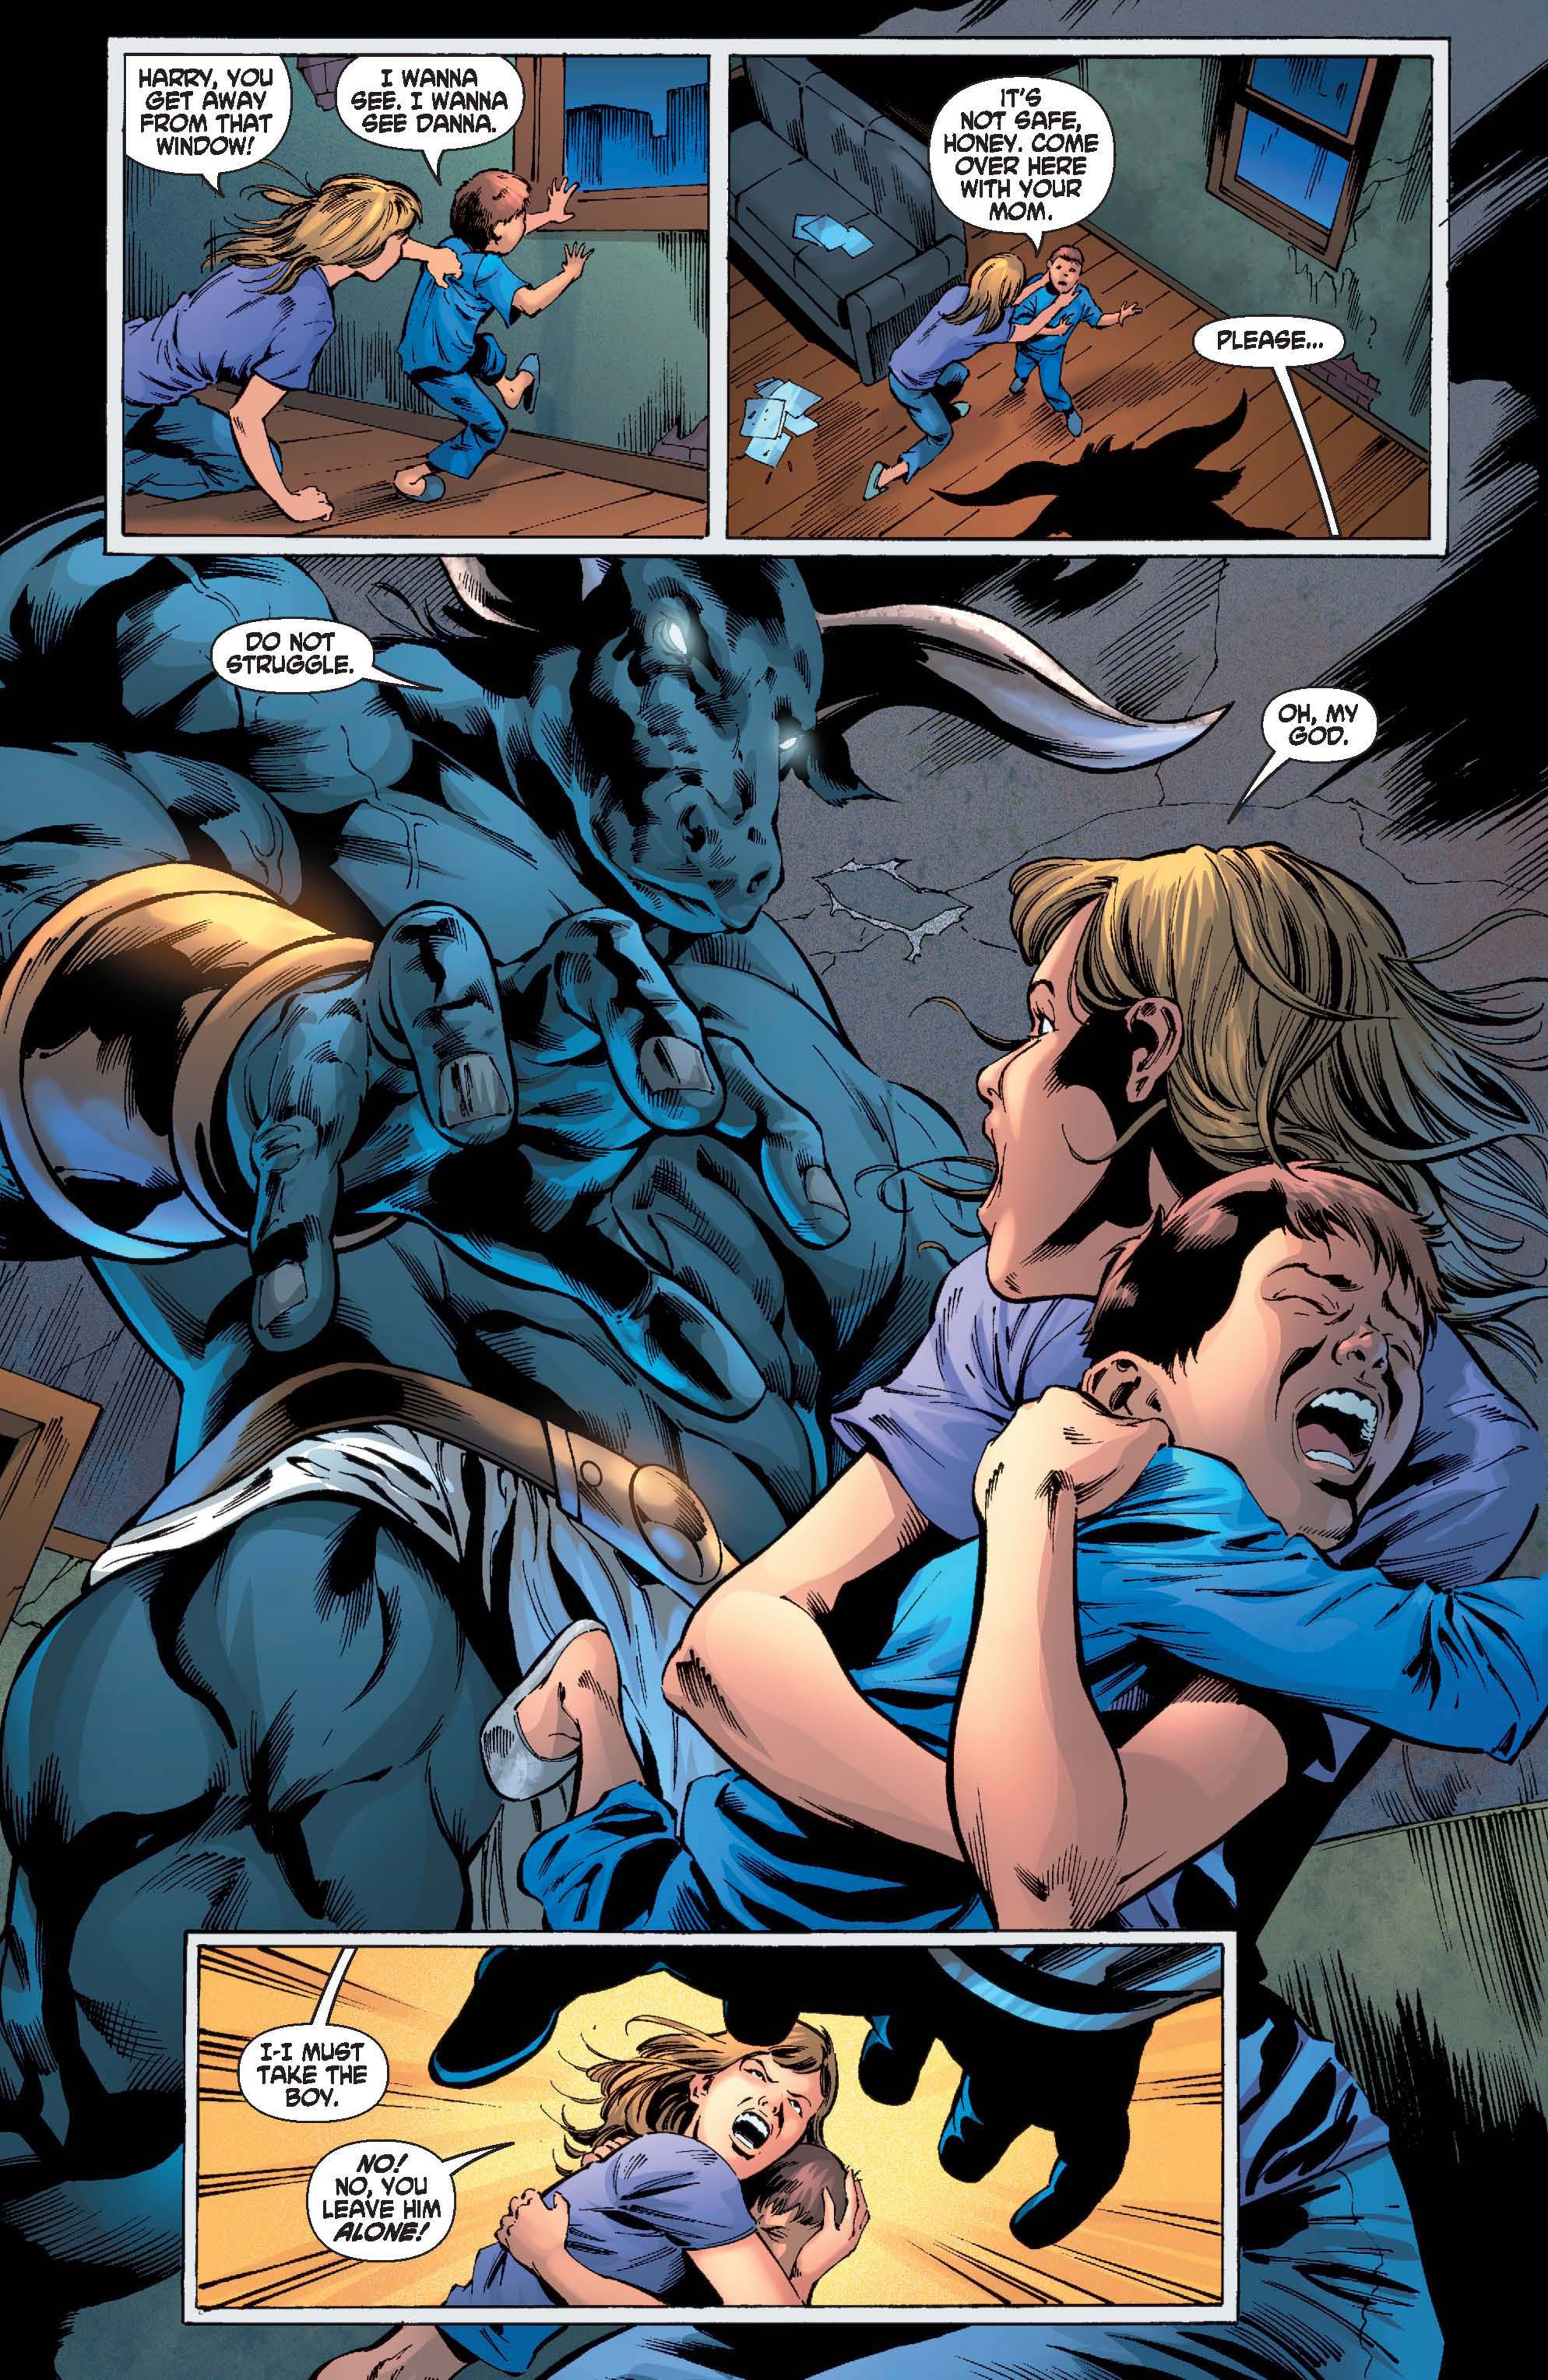 HARRY, YOU
GET AWAY
FROM THAT
WINDOW!
I WANNA
SEE. I WANNA
SEE DANNA.
IT'S
NOT SAFE,
HONEY. COME
OVER HERE
WITH YOUR
MOM.
PLEASE...
DO NOT
STRUGGLE.
OH, MY
GOD.
I-I MUST
TAKE THE
BOY.
NO!
NO, YOU
LEAVE HIM
ALONE!